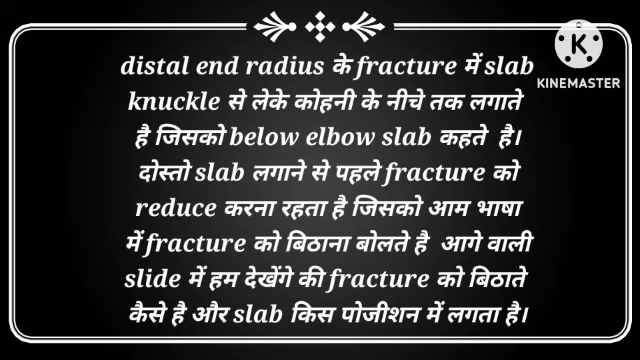 distal end radius के fracture में slab
knuckle से लेके कोहनी के नीचे तक लगाते
है जिसको below elbow slab कहते है।
दोस्तो slab लगाने से पहले fracture को
reduce करना रहता है जिसको आम भाषा
में fracture को बिठाना बोलते है आगे वाली
slide में हम देखेंगे की fracture को बिठाते
कैसे है और slab किस पोजीशन में लगता है।
K
KINEMASTER